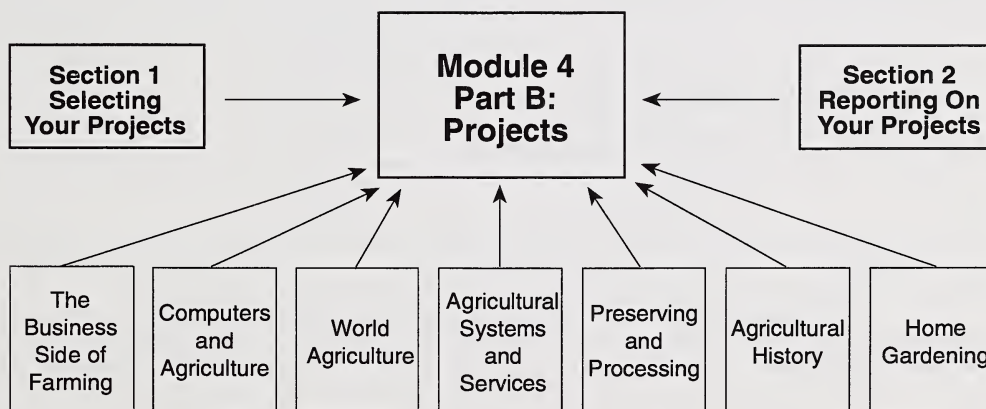 Section 1
Selecting
Your Projects
Module 4
Part B:
Projects
Section 2
Reporting On
Your Projects
The
Business
Side of
Farming
Computers
and
Agriculture
World
Agriculture
Agricultural
Systems
and
Services
Preserving
and
Processing
Agricultural
History
Home
Gardening